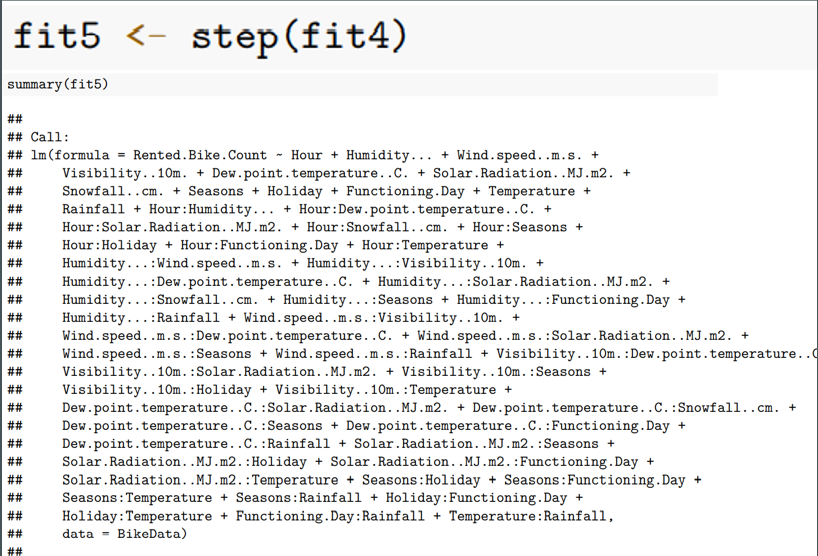 fit5 <- step(fit4)
summary(fit5)
##
## Call:
## lm(formula = Rented.Bike.Count ~ Hour + Humidity... + Wind.speed..m.s. +
##     Visibility..10m. + Dew.point.temperature..C. + Solar.Radiation..MJ.m2. +
##     Snowfall..cm. + Seasons + Holiday + Functioning.Day + Temperature +
##     Rainfall + Hour:Humidity... + Hour:Dew.point.temperature..C. +
##     Hour:Solar.Radiation..MJ.m2. + Hour:Snowfall..cm. + Hour:Seasons +
##     Hour:Holiday + Hour:Functioning.Day + Hour:Temperature +
##     Humidity...:Wind.speed..m.s. + Humidity...:Visibility..10m. +
##     Humidity...:Dew.point.temperature..C. + Humidity...:Solar.Radiation..MJ.m2. +
##     Humidity...:Snowfall..cm. + Humidity...:Seasons + Humidity...:Functioning.Day +
##     Humidity...:Rainfall + Wind.speed..m.s.:Visibility..10m. +
##     Wind.speed..m.s.:Dew.point.temperature..C. + Wind.speed..m.s.:Solar.Radiation..MJ.m2. +
##     Wind.speed..m.s.:Seasons + Wind.speed..m.s.:Rainfall + Visibility..10m.:Dew.point.temperature..C
##     Visibility..10m.:Solar.Radiation..MJ.m2. + Visibility..10m.:Seasons +
##     Visibility..10m.:Holiday + Visibility..10m.:Temperature +
##     Dew.point.temperature..C.:Solar.Radiation..MJ.m2. + Dew.point.temperature..C.:Snowfall..cm. +
##     Dew.point.temperature..C.:Seasons + Dew.point.temperature..C.:Functioning.Day +
##     Dew.point.temperature..C.:Rainfall + Solar.Radiation..MJ.m2.:Seasons +
##     Solar.Radiation..MJ.m2.:Holiday + Solar.Radiation..MJ.m2.:Functioning.Day +
##     Solar.Radiation..MJ.m2.:Temperature + Seasons:Holiday + Seasons:Functioning.Day +
##     Seasons:Temperature + Seasons:Rainfall + Holiday:Functioning.Day +
##     Holiday:Temperature + Functioning.Day:Rainfall + Temperature:Rainfall,
##     data = BikeData)
##